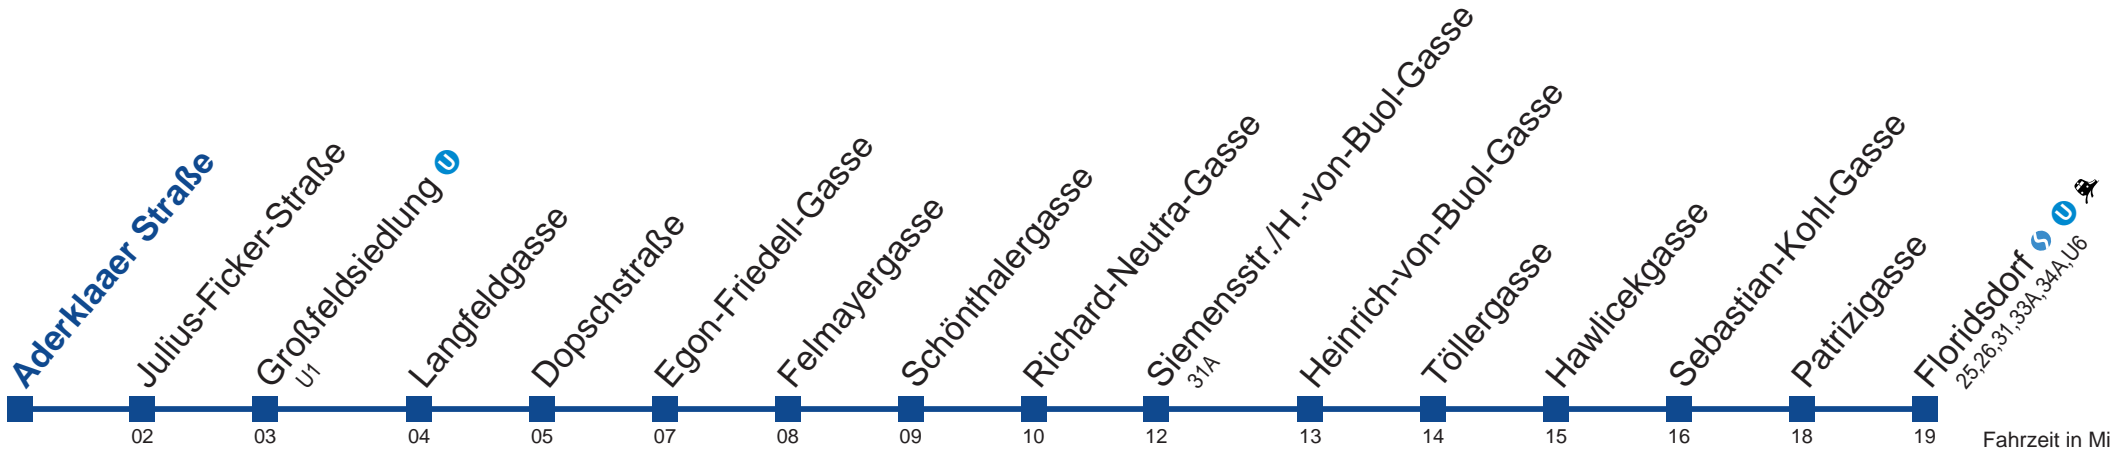 Aderklaaer Straße
Julius-Ficker-Straße
Großfeldsiedlung U
U1
Langfeldgasse
Dopschstraße
Egon-Friedell-Gasse
Felmayergasse
Schönthalergasse
Richard-Neutra-Gasse
Siemensstr./H.-von-Buol-Gasse
31A
Heinrich-von-Buol-Gasse
Töllergasse
Hawlicekgasse
Sebastian-Kohl-Gasse
Patrizigasse
Floridsdorf S U
25,26,31,33A,34A,U6
02 03 04 05 07 08 09 10 12 13 14 15 16 18 19 Fahrzeit in Mi